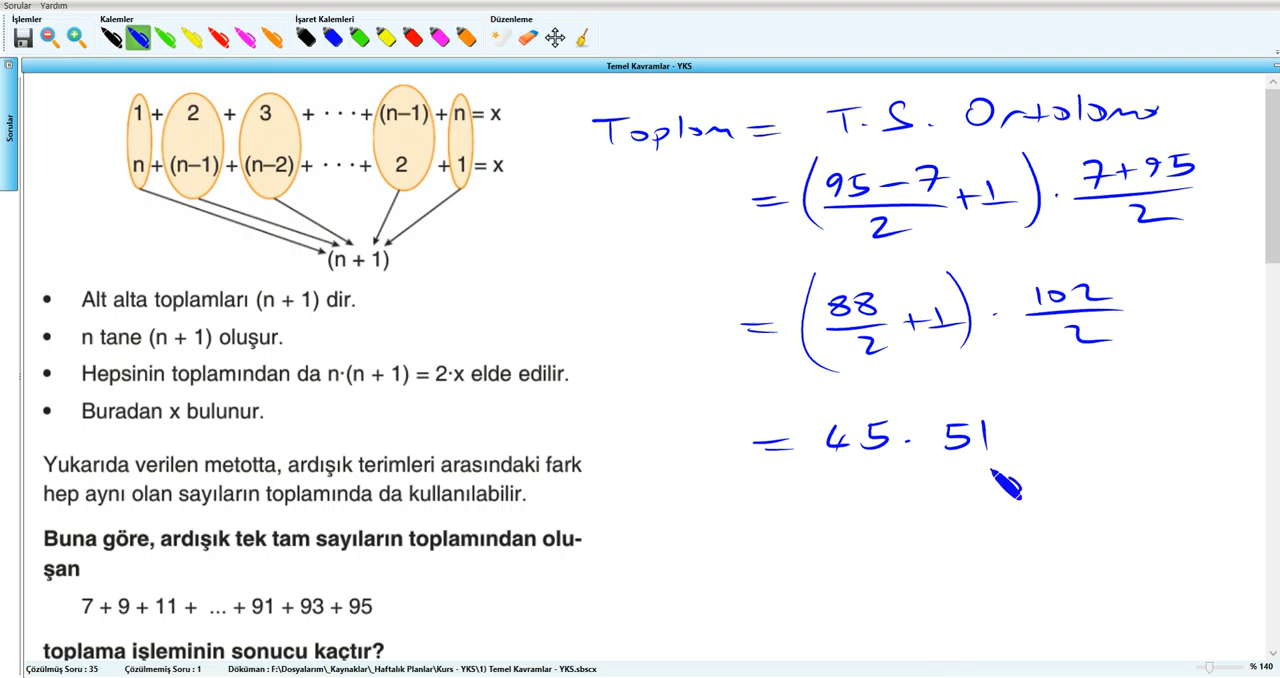 Sorular Yardım
İşlemler Kalemler İşaret Kalemleri Düzenleme
Temel Kavramlar - YKS
Sorular
1 + 2 + 3 + · · · + (n–1) + n = x
n + (n–1) + (n–2) + · · · + 2 + 1 = x
(n + 1)
• Alt alta toplamları (n + 1) dir.
• n tane (n + 1) oluşur.
• Hepsinin toplamından da n·(n + 1) = 2·x elde edilir.
• Buradan x bulunur.
Yukarıda verilen metotta, ardışık terimleri arasındaki fark
hep aynı olan sayıların toplamında da kullanılabilir.
Buna göre, ardışık tek tam sayıların toplamından olu-
şan
7 + 9 + 11 + ... + 91 + 93 + 95
toplama işleminin sonucu kaçtır?
Toplam = T.S. Ortalama
= (95 – 7 / 2 + 1) · 7 + 95 / 2
= (88 / 2 + 1) · 102 / 2
= 45 · 51
Çözülmüş Soru : 35 Çözülmemiş Soru : 1 Döküman : F:\Dosyalarım\_Kaynaklar\_Haftalık Planlar\Kurs - YKS\1) Temel Kavramlar - YKS.sbscx % 140